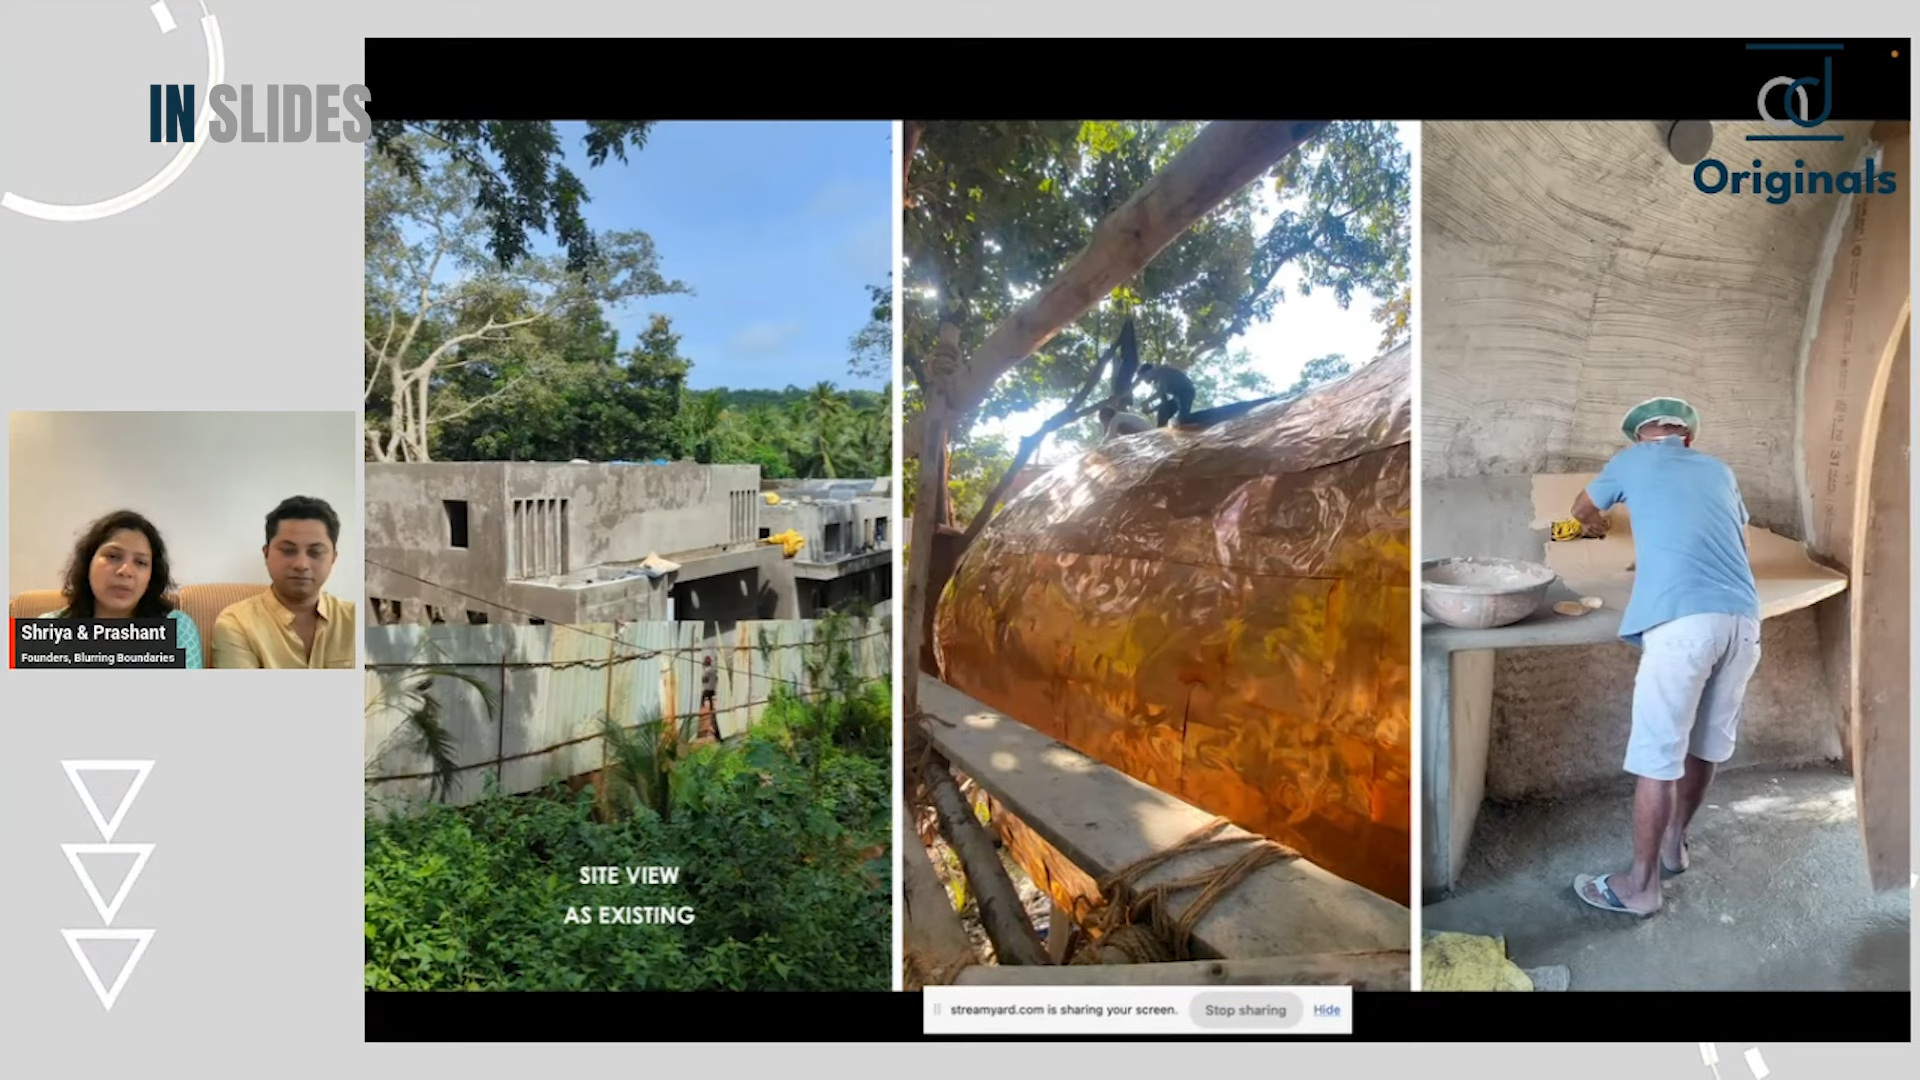 IN SLIDES
ad
Originals
SITE VIEW
AS EXISTING
Shriya & Prashant
Founders, Blurring Boundaries
streamyard.com is sharing your screen.
Stop sharing
Hide